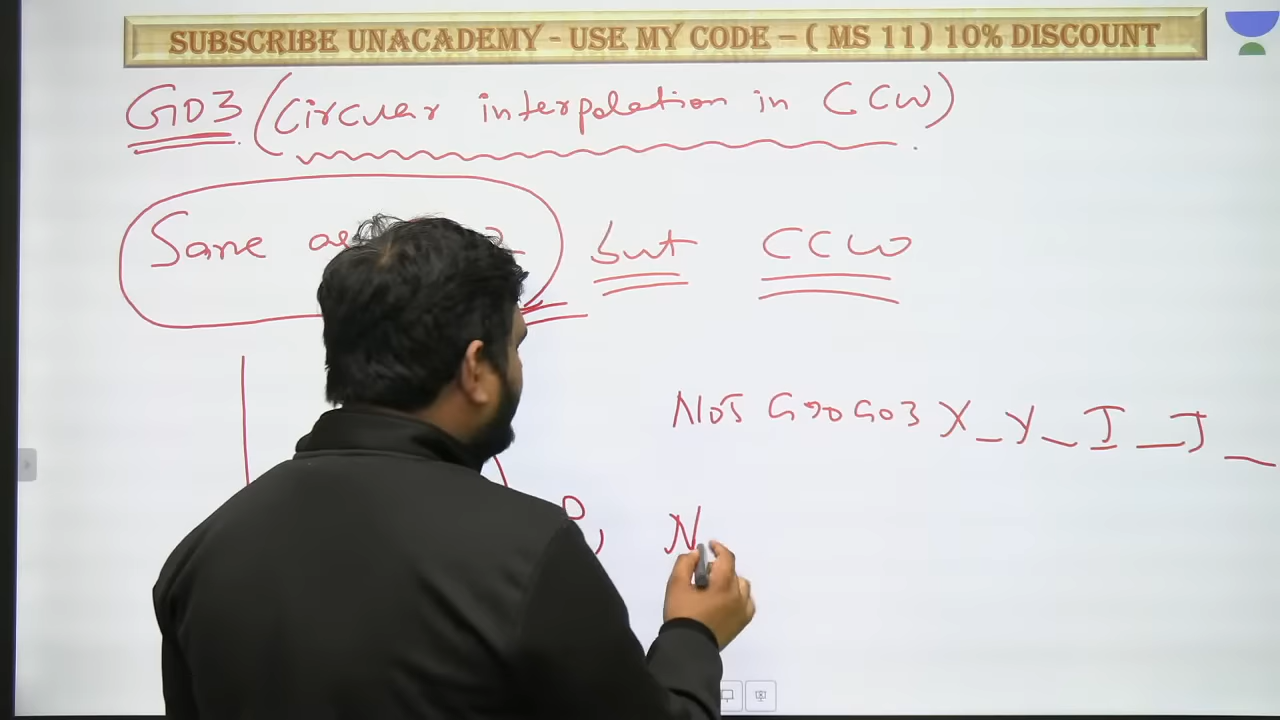 SUBSCRIBE UNACADEMY - USE MY CODE – ( MS 11) 10% DISCOUNT
G03 (Circular interpolation in CCW)
Same as but CCW
N05 G90 G03 X_Y_I_J_
P, N